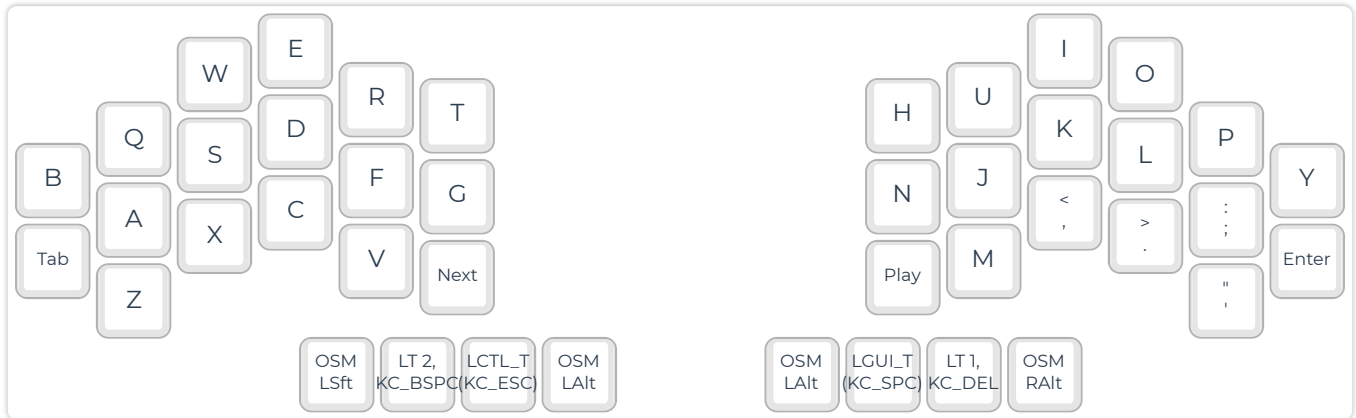 E
I
W
O
R
U
T
H
Q
P
D
K
S
L
B
Y
F
J
G
N
A
:
;
C
<
,
X
>
.
Tab
Enter
V
M
Next
Play
Z
"
'
OSM
LSft
LT 2,
KC_BSPC
LCTL_T
(KC_ESC)
OSM
LAlt
OSM
LAlt
LGUI_T
(KC_SPC)
LT 1,
KC_DEL
OSM
RAlt